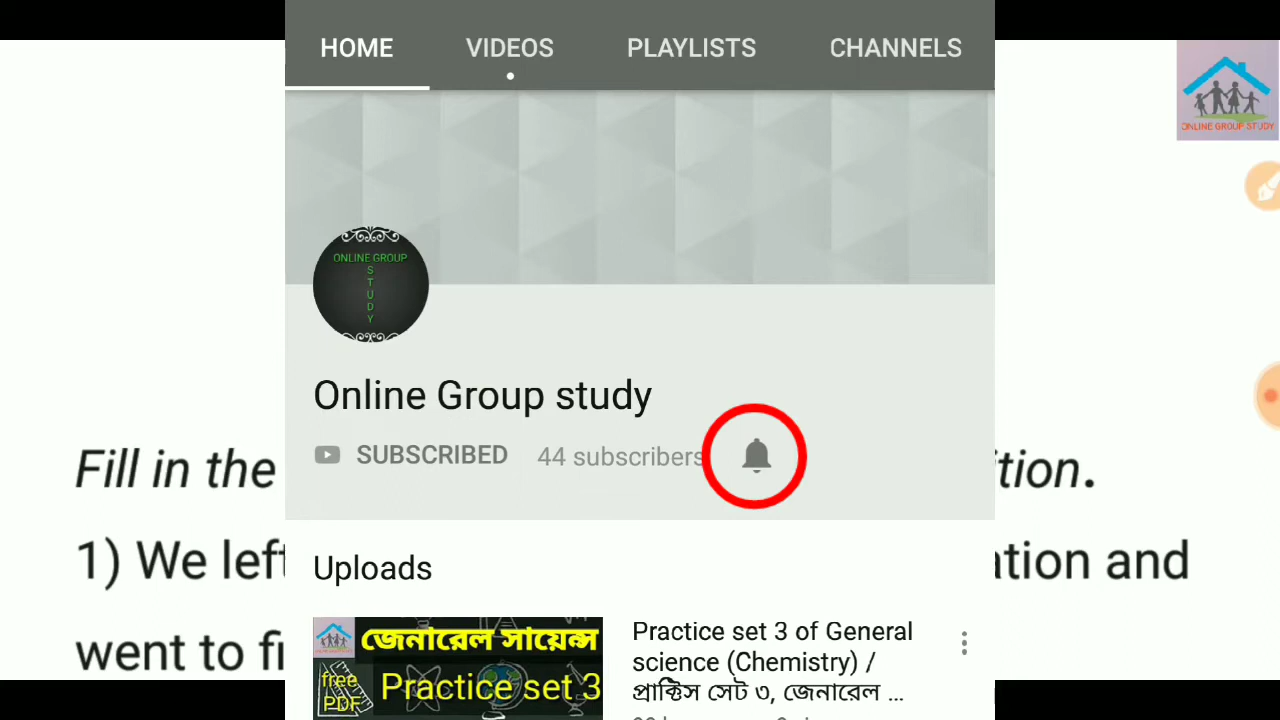 HOME VIDEOS PLAYLISTS CHANNELS
ONLINE GROUP STUDY
ONLINE GROUP
S
T
U
D
Y
Online Group study
SUBSCRIBED 44 subscribers
Fill in the ition.
1) We left ation and
went to fi
Uploads
জেনারেল সায়েন্স
free
PDF
Practice set 3
Practice set 3 of General
science (Chemistry) /
প্রাক্টিস সেট ৩, জেনারেল ...